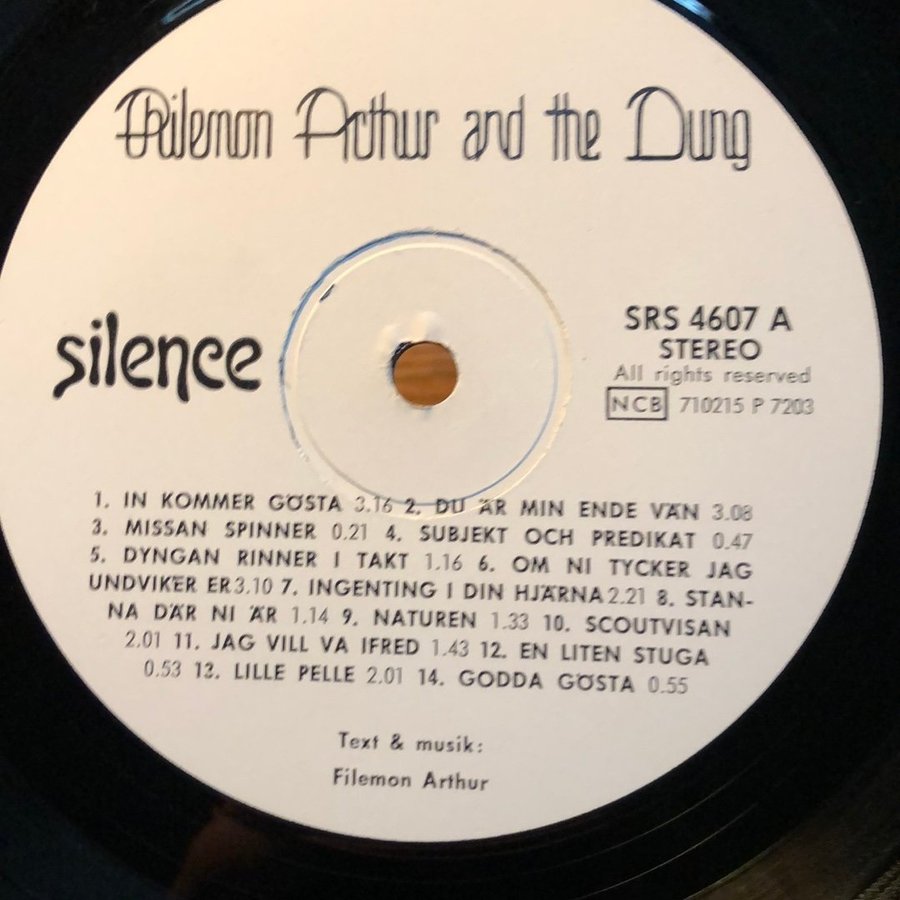 Philemon Arthur and the Dung
silence
SRS 4607 A
STEREO
All rights reserved
NCB 710215 P 7203
1. IN KOMMER GÖSTA 3.16 2. DU ÄR MIN ENDE VÄN 3.08
3. MISSAN SPINNER 0.21 4. SUBJEKT OCH PREDIKAT 0.47
5. DYNGAN RINNER I TAKT 1.16 6. OM NI TYCKER JAG
UNDVIKER ER 3.10 7. INGENTING I DIN HJÄRNA 2.21 8. STAN-
NA DÄR NI ÄR 1.14 9. NATUREN 1.33 10. SCOUTVISAN
2.01 11. JAG VILL VA IFRED 1.43 12. EN LITEN STUGA
0.53 13. LILLE PELLE 2.01 14. GODDA GÖSTA 0.55
Text & musik:
Filemon Arthur